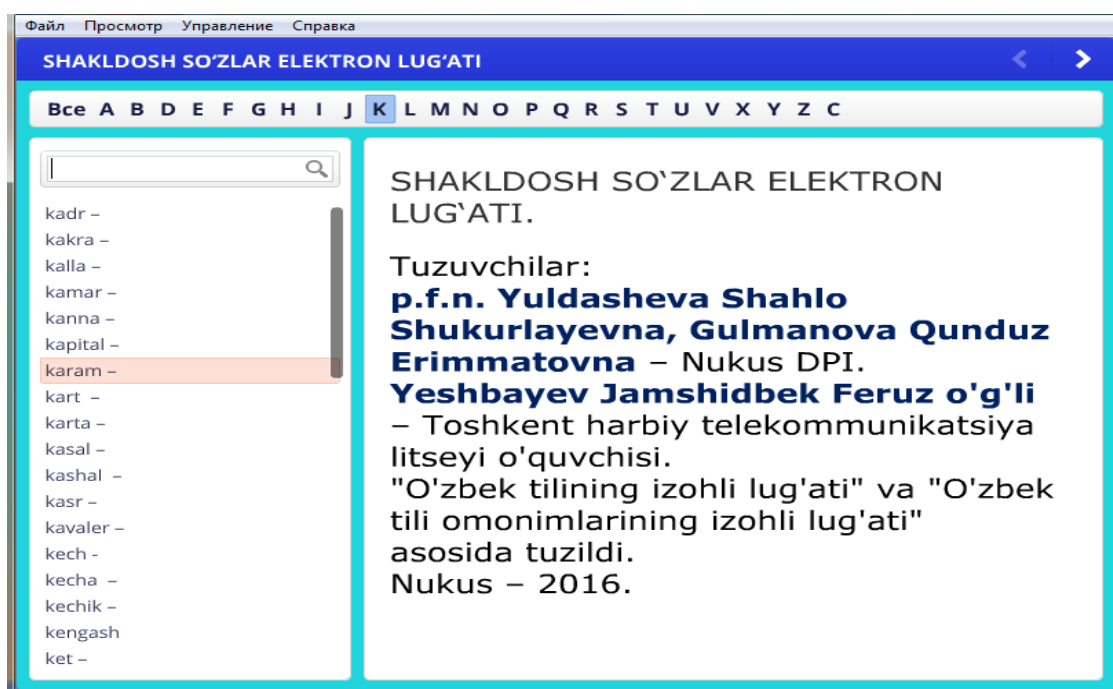 Файл Просмотр Управление Справка
SHAKLDOSH SO‘ZLAR ELEKTRON LUG‘ATI
Все A B D E F G H I J K L M N O P Q R S T U V X Y Z C
kadr –
kakra –
kalla –
kamar –
kanna –
kapital –
karam –
kart –
karta –
kasal –
kashal –
kasr –
kavaler –
kech -
kecha –
kechik –
kengash
ket –
SHAKLDOSH SO‘ZLAR ELEKTRON
LUG‘ATI.
Tuzuvchilar:
p.f.n. Yuldasheva Shahlo
Shukurlayevna, Gulmanova Qunduz
Erimmatovna – Nukus DPI.
Yeshbayev Jamshidbek Feruz o'g'li
– Toshkent harbiy telekommunikatsiya
litseyi o'quvchisi.
"O'zbek tilining izohli lug'ati" va "O'zbek
tili omonimlarining izohli lug'ati"
asosida tuzildi.
Nukus – 2016.